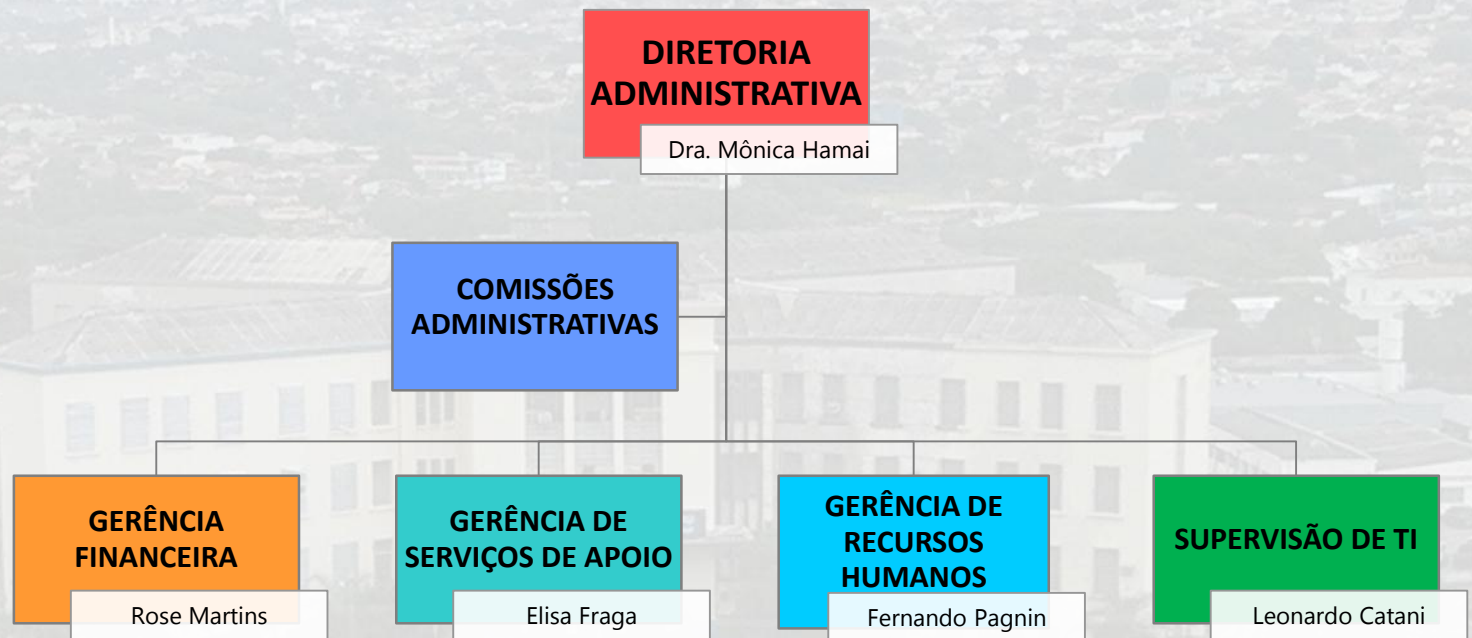 DIRETORIA
ADMINISTRATIVA
Dra. Mônica Hamai
COMISSÕES
ADMINISTRATIVAS
GERÊNCIA
FINANCEIRA
Rose Martins
GERÊNCIA DE
SERVIÇOS DE APOIO
Elisa Fraga
GERÊNCIA DE
RECURSOS
HUMANOS
Fernando Pagnin
SUPERVISÃO DE TI
Leonardo Catani